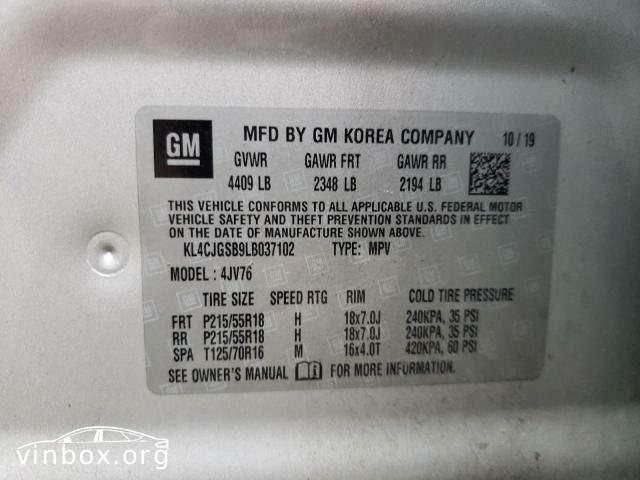 GM
MFD BY GM KOREA COMPANY 10/19
GVWR GAWR FRT GAWR RR
4409 LB 2348 LB 2194 LB
THIS VEHICLE CONFORMS TO ALL APPLICABLE U.S. FEDERAL MOTOR
VEHICLE SAFETY AND THEFT PREVENTION STANDARDS IN EFFECT
ON THE DATE OF MANUFACTURE SHOWN ABOVE.
KL4CJGSB9LB037102 TYPE: MPV
MODEL: 4JV76
TIRE SIZE SPEED RTG RIM COLD TIRE PRESSURE
FRT P215/55R18 H 18x7.0J 240KPA, 35 PSI
RR P215/55R18 H 18x7.0J 240KPA, 35 PSI
SPA T125/70R16 M 16x4.0T 420KPA, 60 PSI
SEE OWNER'S MANUAL FOR MORE INFORMATION.
vinbox.org